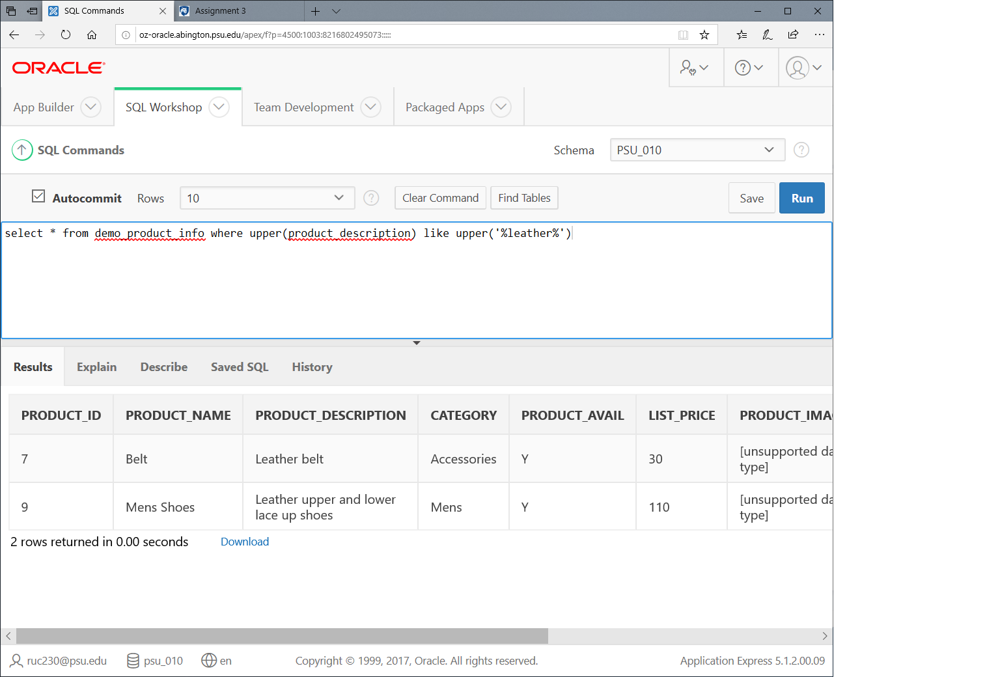 SQL Commands
Assignment 3
oz-oracle.abington.psu.edu/apex/f?p=4500:1003:8216802495073:::::
ORACLE
App Builder
SQL Workshop
Team Development
Packaged Apps
SQL Commands
Schema
PSU_010
Autocommit
Rows
10
Clear Command
Find Tables
Save
Run
select * from demo_product_info where upper(product_description) like upper('%leather%')
Results
Explain
Describe
Saved SQL
History
PRODUCT_ID PRODUCT_NAME PRODUCT_DESCRIPTION CATEGORY PRODUCT_AVAIL LIST_PRICE PRODUCT_IMA
7 Belt Leather belt Accessories Y 30 [unsupported da
type]
9 Mens Shoes Leather upper and lower Mens Y 110 [unsupported da
lace up shoes type]
2 rows returned in 0.00 seconds
Download
ruc230@psu.edu
psu_010
en
Copyright © 1999, 2017, Oracle. All rights reserved.
Application Express 5.1.2.00.09